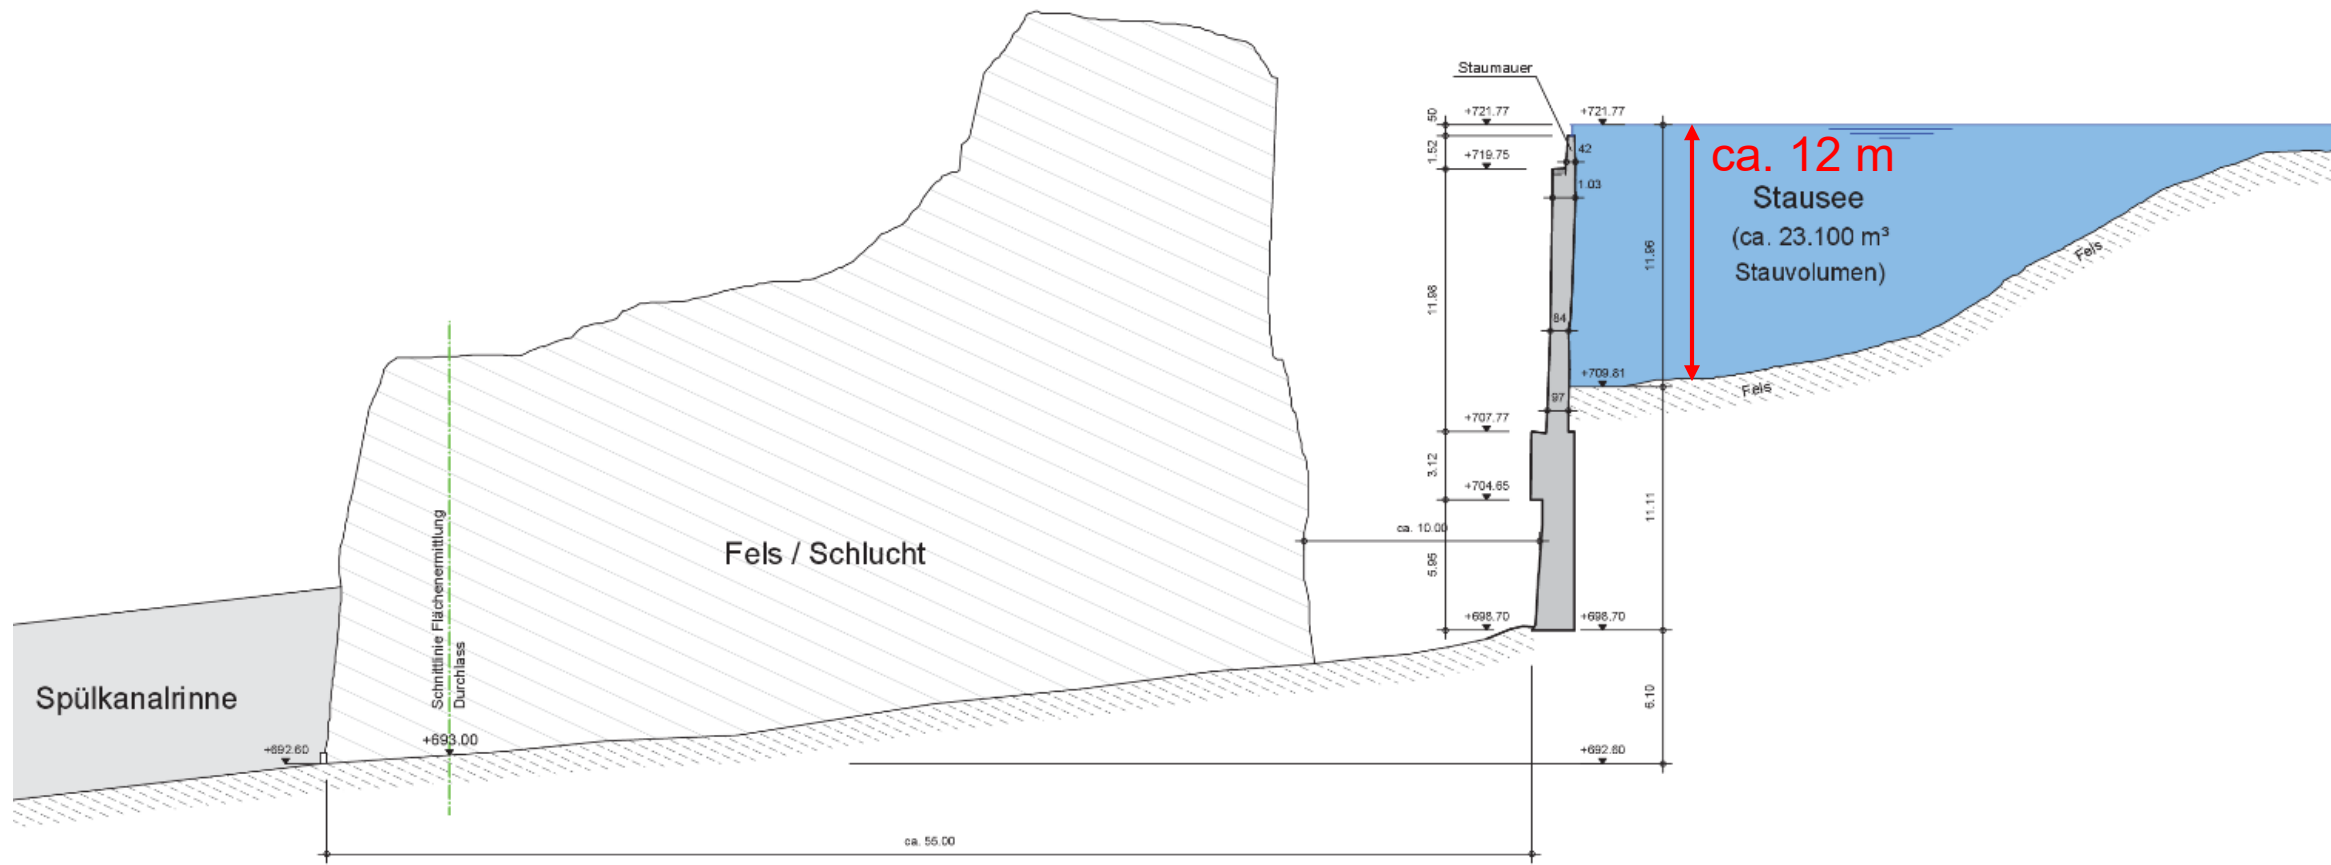 Staumauer
50
+721.77
+721.77
1.52
42
ca. 12 m
+719.75
1.03
Stausee
(ca. 23.100 m³
Stauvolumen)
11.96
Fels
11.98
84
+709.81
Fels
97
+707.77
3.12
+704.65
11.11
ca. 10.00
Fels / Schlucht
5.95
Schnittlinie Flächenermittlung
Durchlass
+698.70
+698.70
Spülkanalrinne
6.10
+693.00
+692.60
+692.60
ca. 55.00